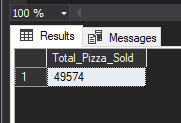 100 %
Results Messages
Total_Pizza_Sold
1 49574